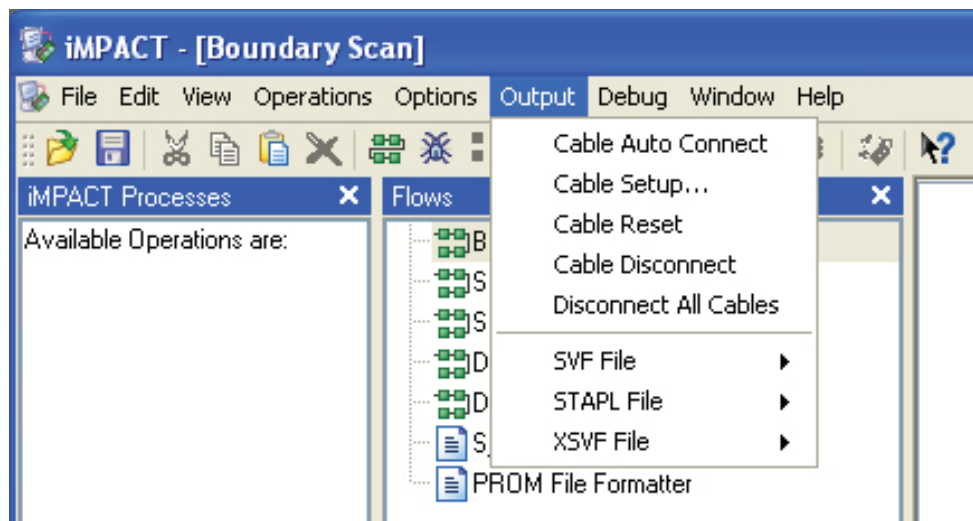 iMPACT - [Boundary Scan]
File Edit View Operations Options Output Debug Window Help
iMPACT Processes
Flows
Available Operations are:
B
S
S
D
D
S_
PROM File Formatter
Cable Auto Connect
Cable Setup...
Cable Reset
Cable Disconnect
Disconnect All Cables
SVF File
STAPL File
XSVF File